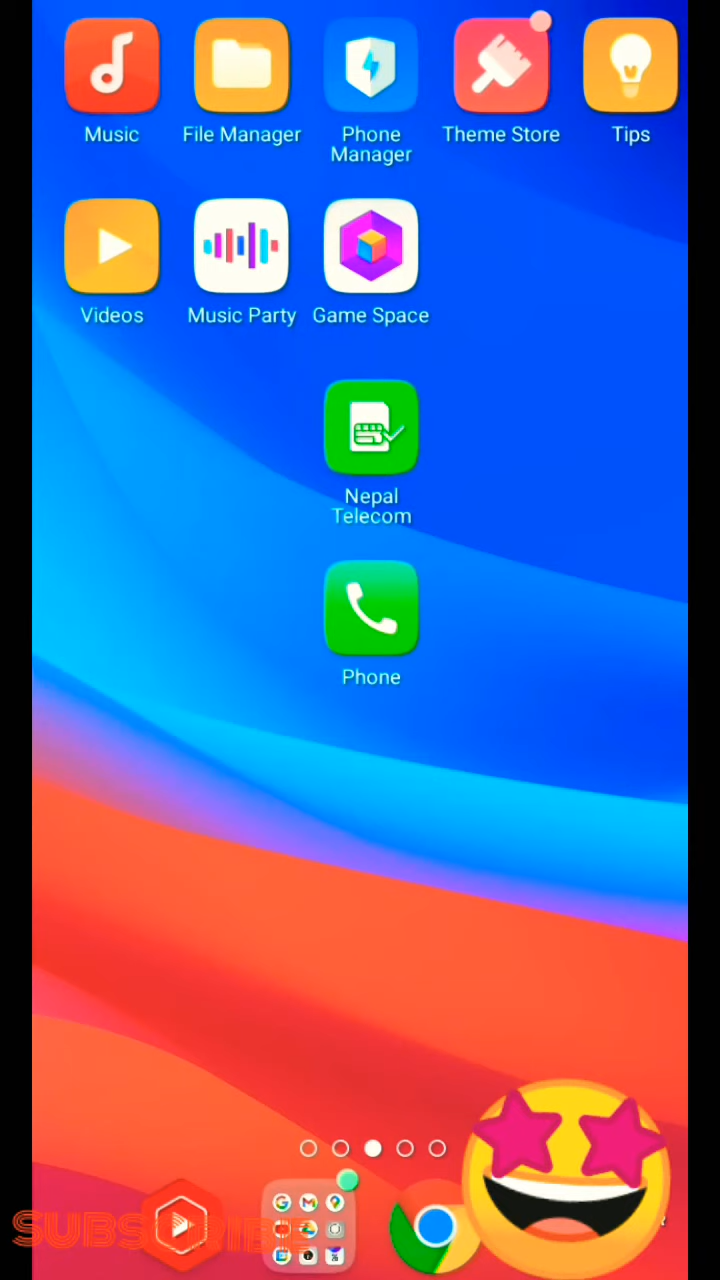 Music
File Manager
Phone
Manager
Theme Store
Tips
Videos
Music Party
Game Space
Nepal
Telecom
Phone
SUBSCRIBE